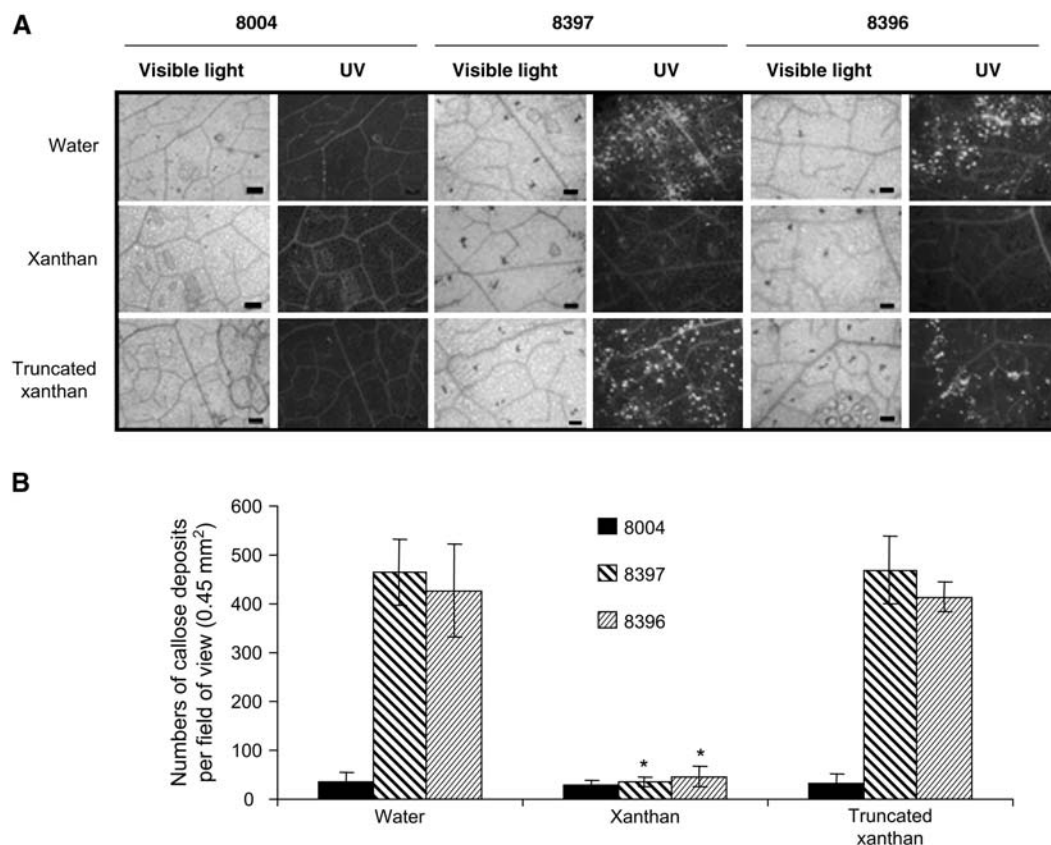 A
8004 8397 8396
Visible light UV Visible light UV Visible light UV
Water
Xanthan
Truncated
xanthan
B
Numbers of callose deposits
per field of view (0.45 mm²)
600
500
400
300
200
100
0
8004
8397
8396
* *
Water Xanthan Truncated
xanthan